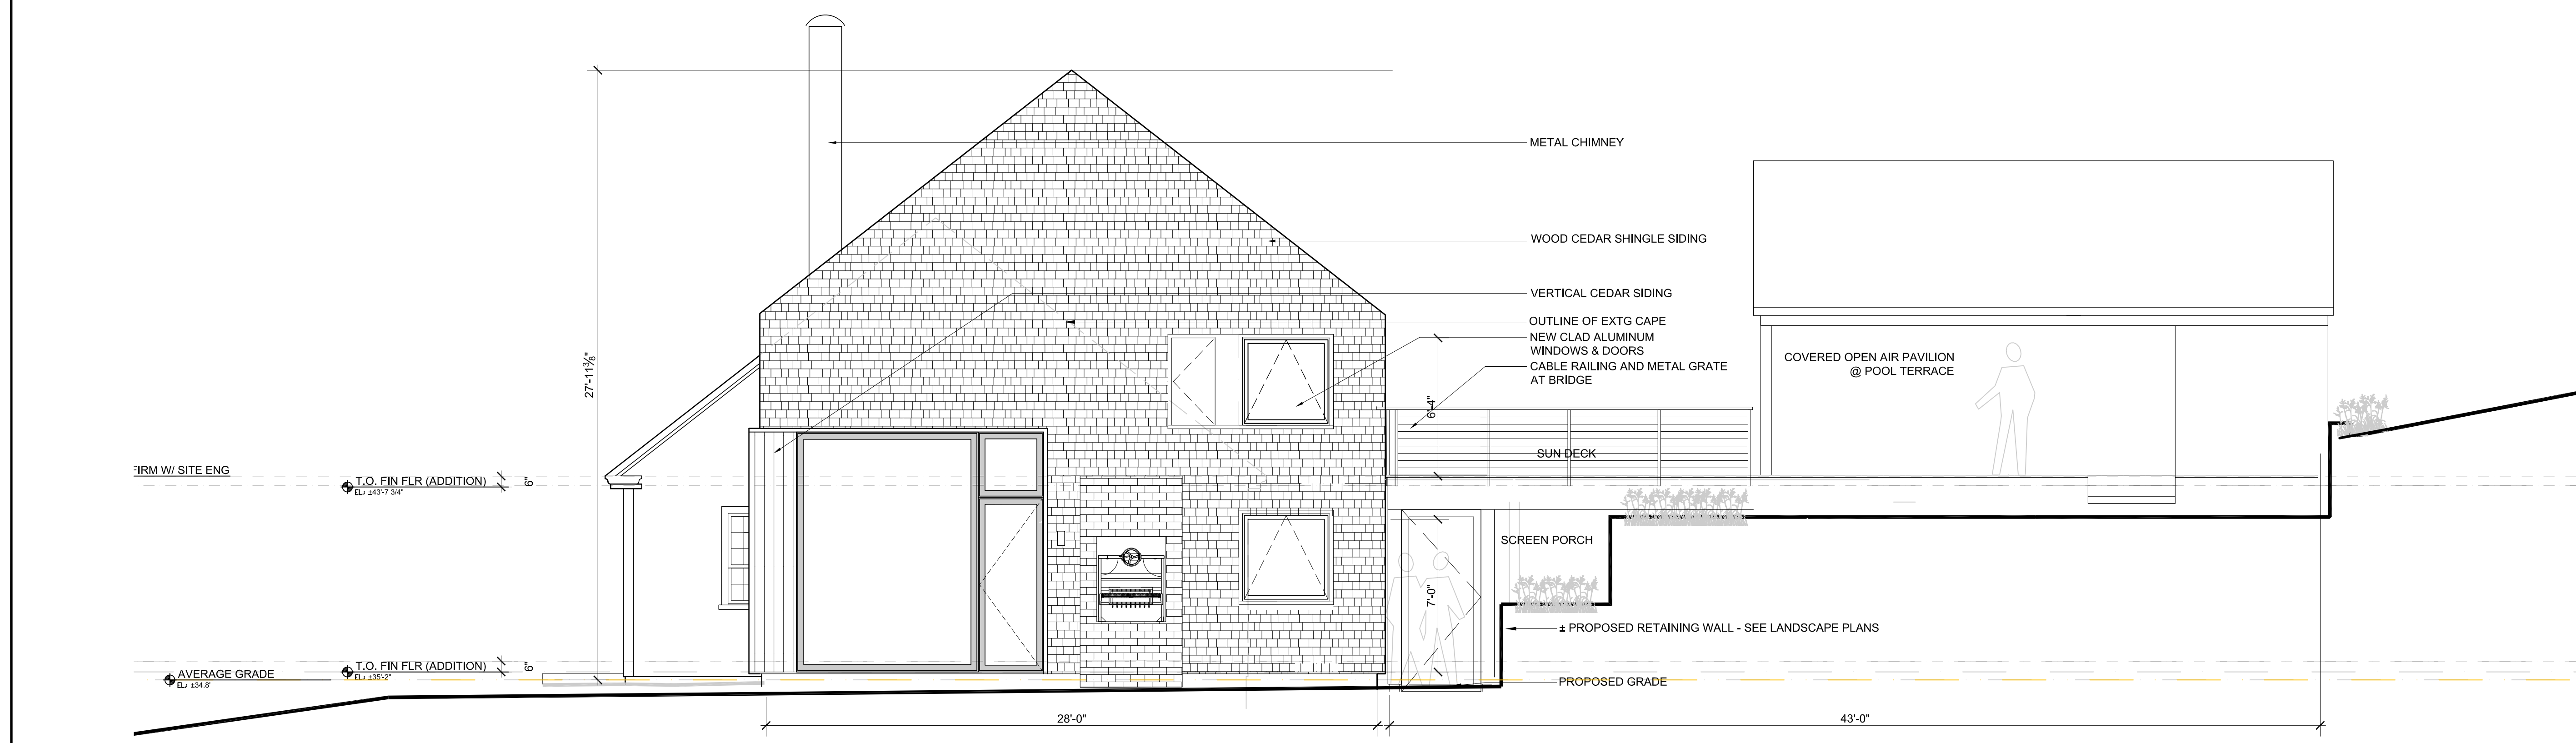 METAL CHIMNEY
WOOD CEDAR SHINGLE SIDING
VERTICAL CEDAR SIDING
OUTLINE OF EXTG CAPE
NEW CLAD ALUMINUM
WINDOWS & DOORS
CABLE RAILING AND METAL GRATE
AT BRIDGE
COVERED OPEN AIR PAVILION
@ POOL TERRACE
27'-11 3/8"
6'-4"
SUN DECK
FIRM W/ SITE ENG
T.O. FIN FLR (ADDITION)
EL: ±43'-7 3/4"
6"
SCREEN PORCH
7'-0"
± PROPOSED RETAINING WALL - SEE LANDSCAPE PLANS
T.O. FIN FLR (ADDITION)
EL: ±35'-2"
6"
AVERAGE GRADE
EL: ±34.8'
PROPOSED GRADE
28'-0"
43'-0"